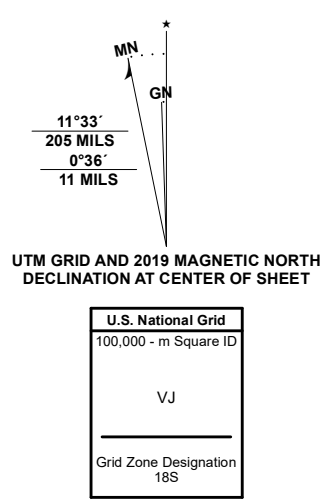 ★
MN
GN
11°33´
205 MILS
0°36´
11 MILS
UTM GRID AND 2019 MAGNETIC NORTH
DECLINATION AT CENTER OF SHEET
U.S. National Grid
100,000 - m Square ID
VJ
Grid Zone Designation
18S